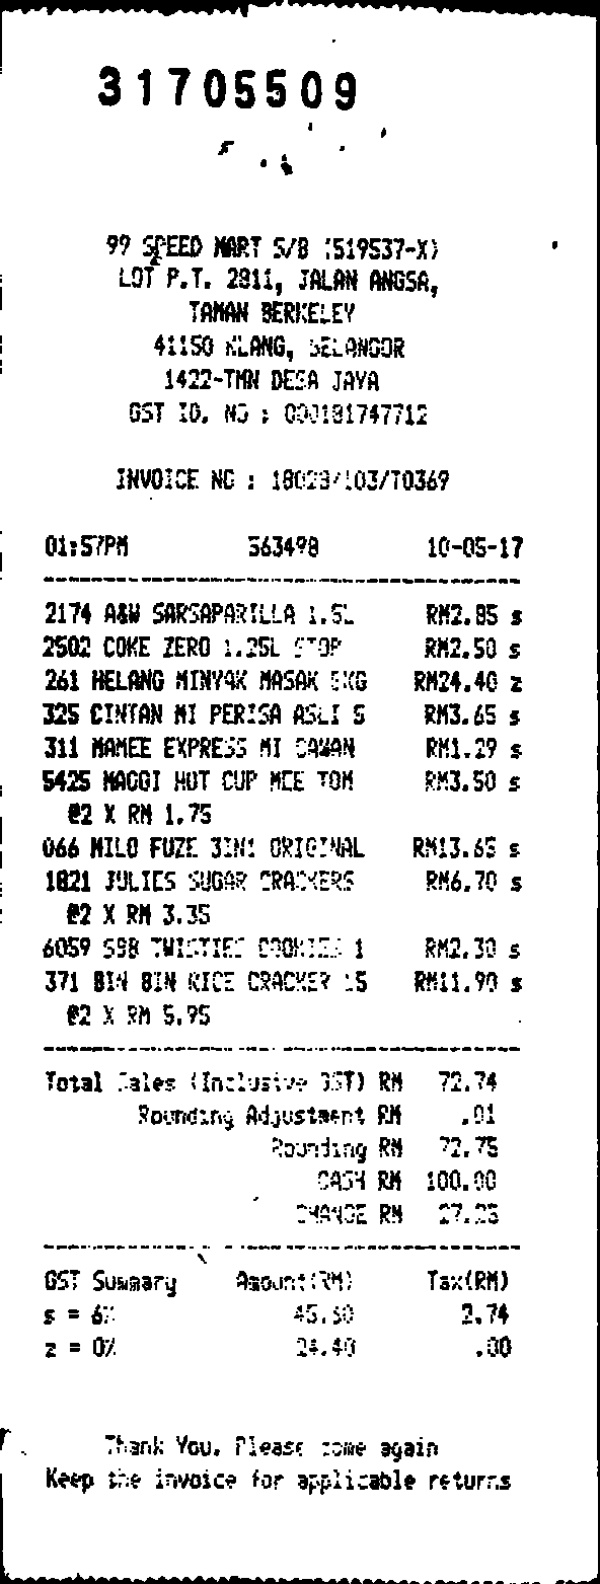 31705509
99 SPEED MART S/B (519537-X)
LOT P.T. 2811, JALAN ANGSA,
TAMAN BERKELEY
41150 KLANG, SELANGOR
1422-TMN DESA JAYA
GST ID. NO : 000181747712
INVOICE NO : 18028/103/T0369
01:57PM 563498 10-05-17
2174 A&W SARSAPARILLA 1.5L RM2.85 s
2502 COKE ZERO 1.25L STOP RM2.50 s
261 HELANG MINYAK MASAK 5KG RM24.40 z
325 CINTAN MI PERISA ASLI 5 RM3.65 s
311 MAMEE EXPRESS MI CAWAN RM1.29 s
5425 MAGGI HOT CUP MEE TOM RM3.50 s
@2 X RM 1.75
066 MILO FUZE 3IN1 ORIGINAL RM13.65 s
1821 JULIES SUGAR CRACKERS RM6.70 s
@2 X RM 3.35
6059 S98 TWISTIES COOKIES 1 RM2.30 s
371 BIN BIN RICE CRACKER 15 RM11.90 s
@2 X RM 5.95
Total Sales (Inclusive GST) RM 72.74
Rounding Adjustment RM .01
Rounding RM 72.75
CASH RM 100.00
CHANGE RM 27.25
GST Summary Amount(RM) Tax(RM)
s = 6% 45.60 2.74
z = 0% 24.40 .00
Thank You. Please come again
Keep the invoice for applicable returns